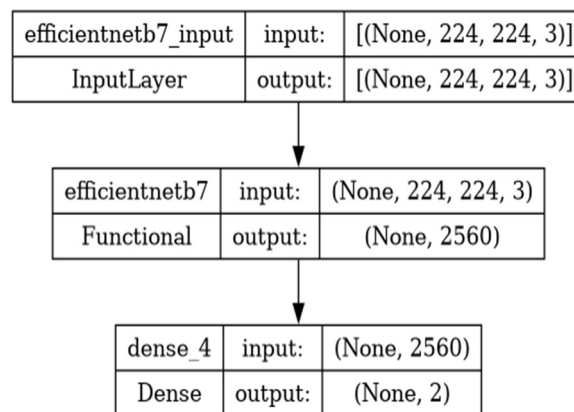 efficientnetb7_input input: [(None, 224, 224, 3)]
InputLayer output: [(None, 224, 224, 3)]
efficientnetb7 input: (None, 224, 224, 3)
Functional output: (None, 2560)
dense_4 input: (None, 2560)
Dense output: (None, 2)